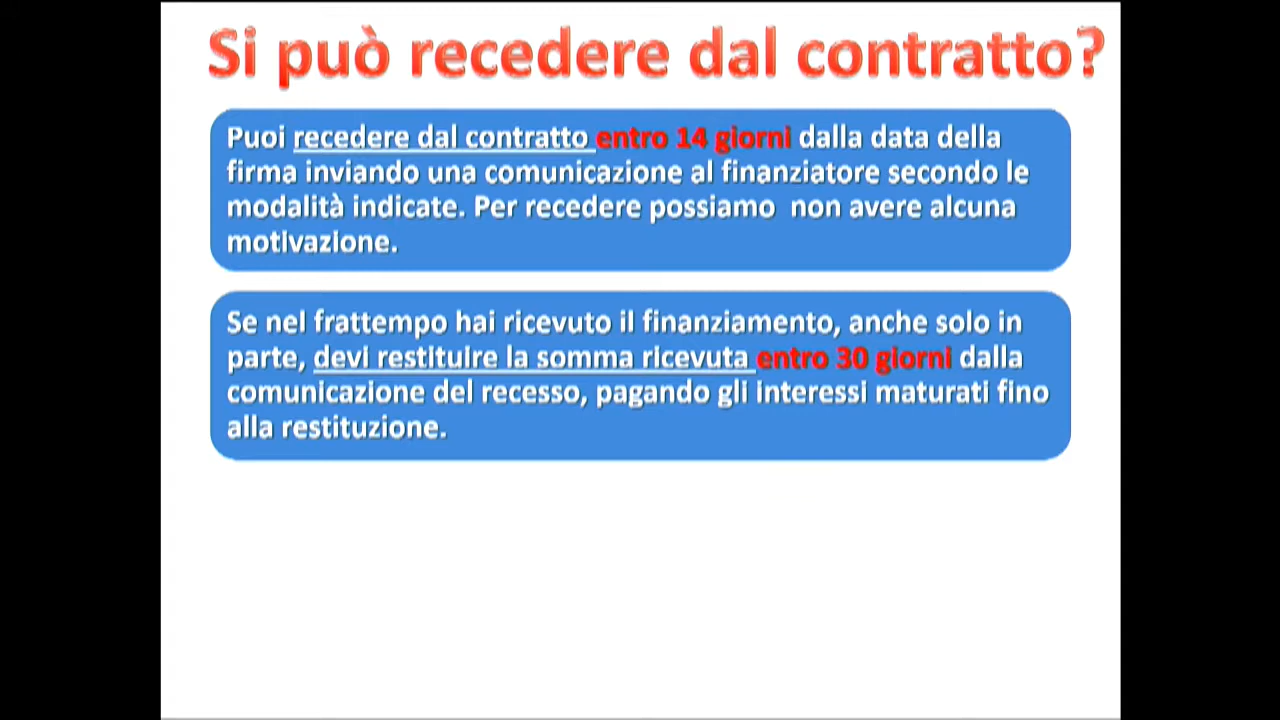 Si può recedere dal contratto?
Puoi recedere dal contratto entro 14 giorni dalla data della
firma inviando una comunicazione al finanziatore secondo le
modalità indicate. Per recedere possiamo  non avere alcuna
motivazione.
Se nel frattempo hai ricevuto il finanziamento, anche solo in
parte, devi restituire la somma ricevuta entro 30 giorni dalla
comunicazione del recesso, pagando gli interessi maturati fino
alla restituzione.